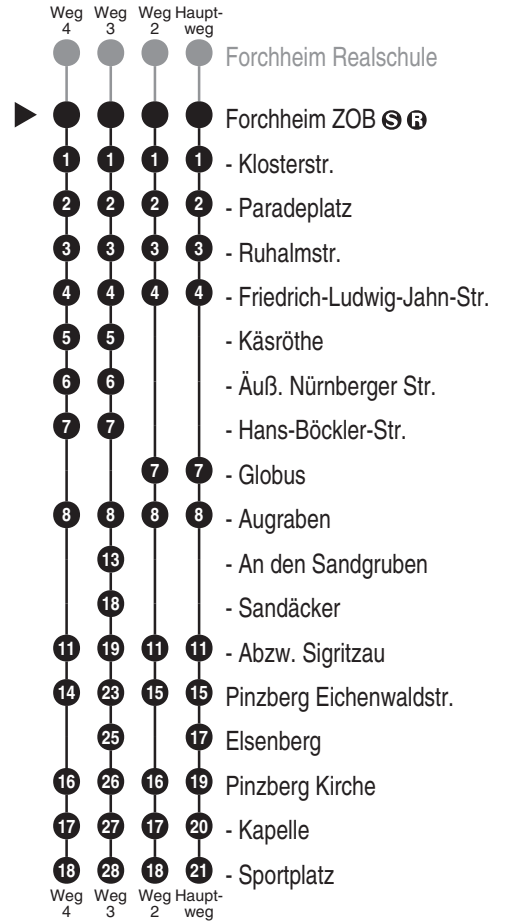 Weg Weg Weg Haupt-
4 3 2 weg
Forchheim Realschule
Forchheim ZOB S R
1 1 1 1 - Klosterstr.
2 2 2 2 - Paradeplatz
3 3 3 3 - Ruhalmstr.
4 4 4 4 - Friedrich-Ludwig-Jahn-Str.
5 5 - Käsröthe
6 6 - Äuß. Nürnberger Str.
7 7 - Hans-Böckler-Str.
7 7 - Globus
8 8 8 8 - Augraben
13 - An den Sandgruben
18 - Sandäcker
11 19 11 11 - Abzw. Sigritzau
14 23 15 15 Pinzberg Eichenwaldstr.
25 17 Elsenberg
16 26 16 19 Pinzberg Kirche
17 27 17 20 - Kapelle
18 28 18 21 - Sportplatz
Weg Weg Weg Haupt-
4 3 2 weg